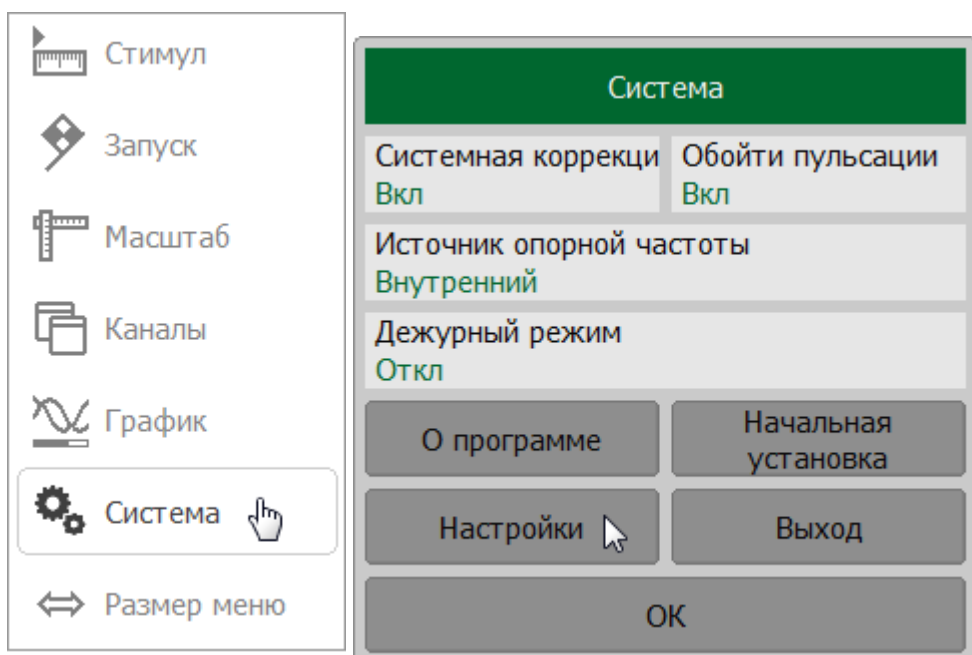 Стимул
Запуск
Масштаб
Каналы
График
Система
Размер меню
Система
Системная коррекци
Вкл
Обойти пульсации
Вкл
Источник опорной частоты
Внутренний
Дежурный режим
Откл
О программе
Начальная
установка
Настройки
Выход
ОК